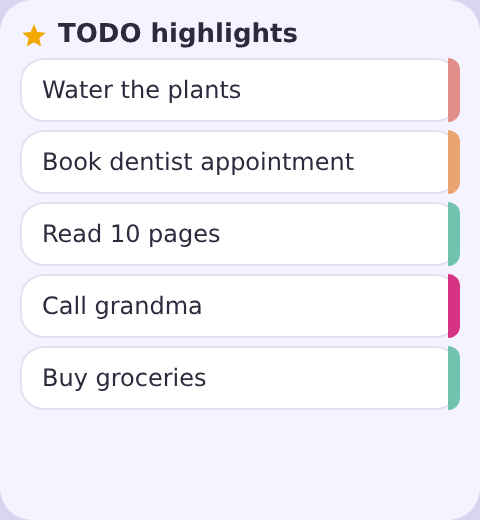 TODO highlights
Water the plants
Book dentist appointment
Read 10 pages
Call grandma
Buy groceries